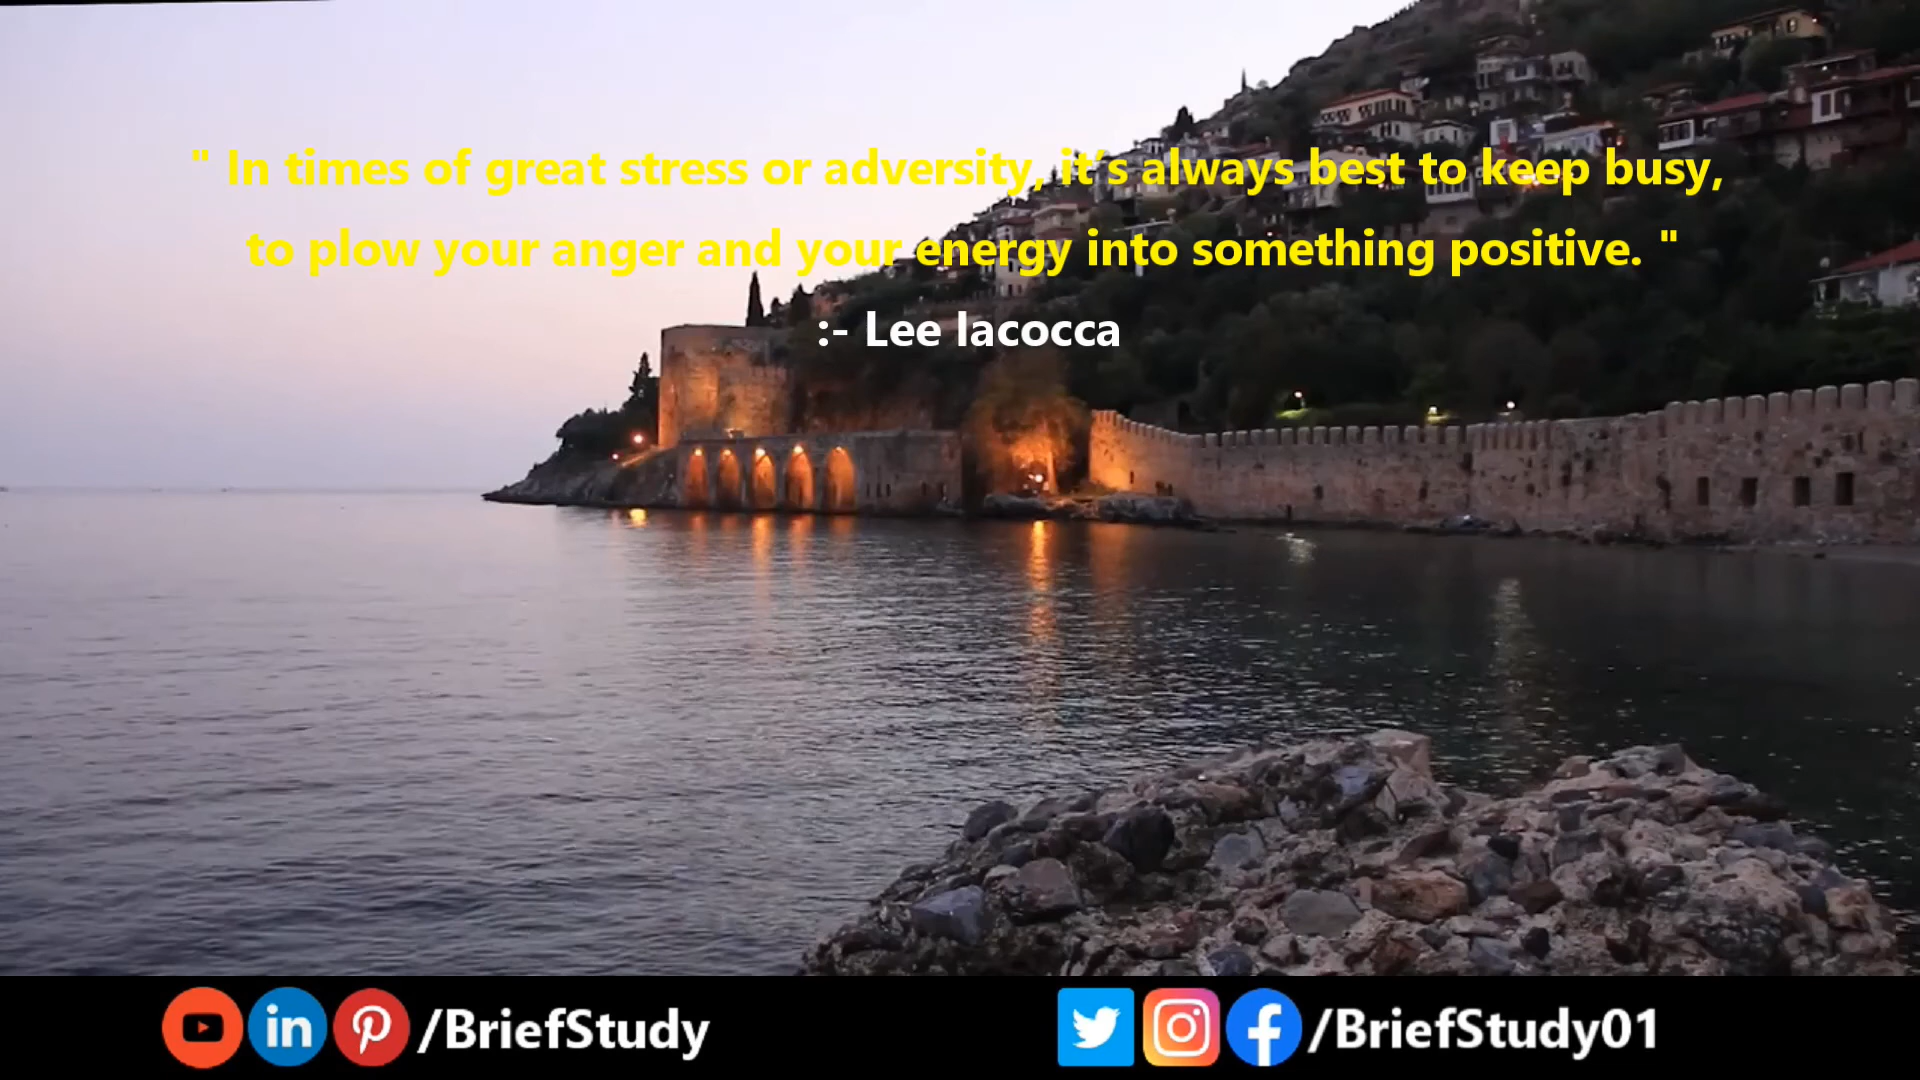 " In times of great stress or adversity, it’s always best to keep busy,
to plow your anger and your energy into something positive. "
:- Lee Iacocca
/BriefStudy
/BriefStudy01